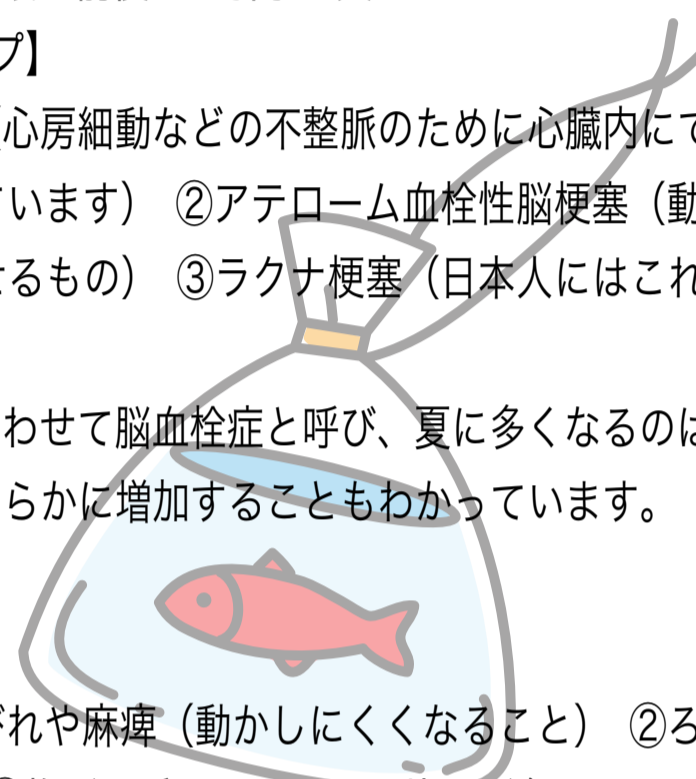 プ】
心房細動などの不整脈のために心臓内にて
ています） ②アテローム血栓性脳梗塞（動
せるもの） ③ラクナ梗塞（日本人にはこれ
わせて脳血栓症と呼び、夏に多くなるのは
らかに増加することもわかっています。
びれや麻痺（動かしにくくなること） ②ろ